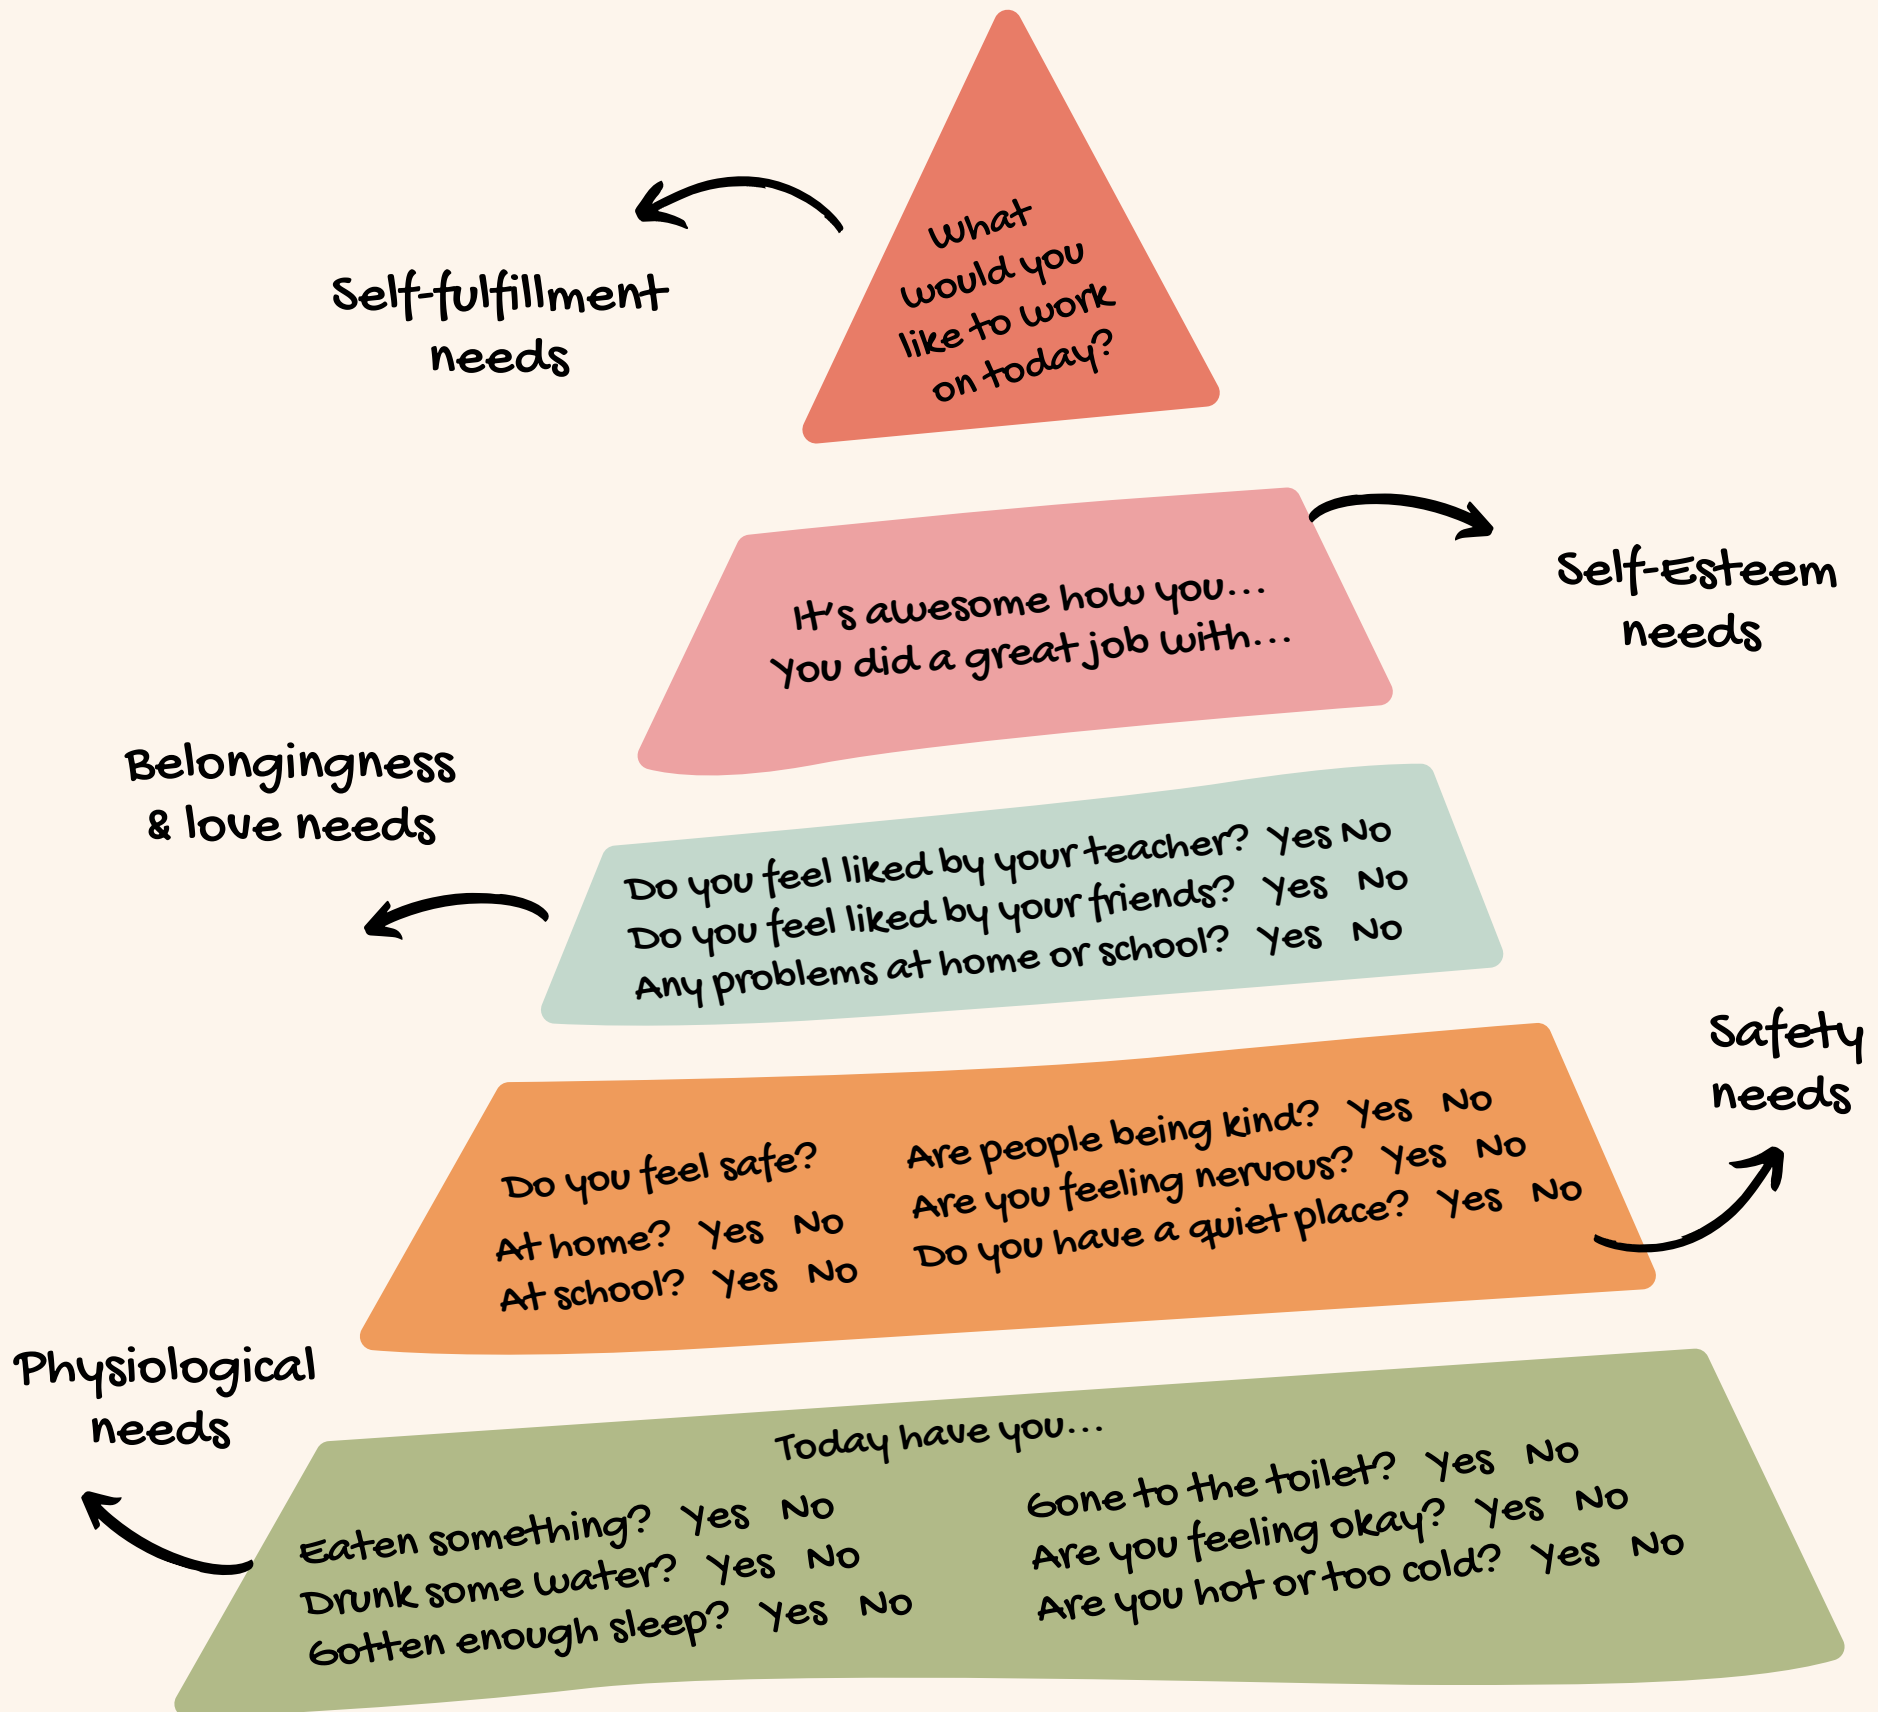 What
would you
like to work
on today?
Self-fulfillment
needs
It's awesome how you...
You did a great job with...
Self-Esteem
needs
Belongingness
& love needs
Do you feel liked by your teacher? Yes No
Do you feel liked by your friends? Yes No
Any problems at home or school? Yes No
Safety
needs
Do you feel safe?
At home? Yes No
At school? Yes No
Are people being kind? Yes No
Are you feeling nervous? Yes No
Do you have a quiet place? Yes No
Physiological
needs
Today have you...
Eaten something? Yes No
Drunk some water? Yes No
Gotten enough sleep? Yes No
Gone to the toilet? Yes No
Are you feeling okay? Yes No
Are you hot or too cold? Yes No